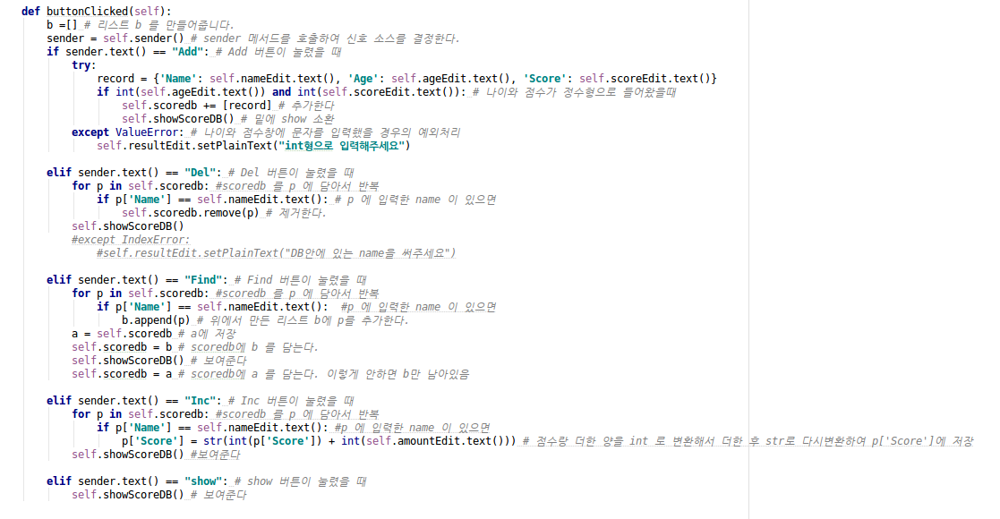 def buttonClicked(self):
b =[] # 리스트 b 를 만들어줍니다.
sender = self.sender() # sender 메서드를 호출하여 신호 소스를 결정한다.
if sender.text() == "Add": # Add 버튼이 눌렸을 때
try:
record = {'Name': self.nameEdit.text(), 'Age': self.ageEdit.text(), 'Score': self.scoreEdit.text()}
if int(self.ageEdit.text()) and int(self.scoreEdit.text()): # 나이와 점수가 정수형으로 들어왔을때
self.scoredb += [record] # 추가한다
self.showScoreDB() # 밑에 show 소환
except ValueError: # 나이와 점수창에 문자를 입력했을 경우의 예외처리
self.resultEdit.setPlainText("int형으로 입력해주세요")
elif sender.text() == "Del": # Del 버튼이 눌렸을 때
for p in self.scoredb: #scoredb 를 p 에 담아서 반복
if p['Name'] == self.nameEdit.text(): # p 에 입력한 name 이 있으면
self.scoredb.remove(p) # 제거한다.
self.showScoreDB()
#except IndexError:
#self.resultEdit.setPlainText("DB안에 있는 name을 써주세요")
elif sender.text() == "Find": # Find 버튼이 눌렸을 때
for p in self.scoredb: #scoredb 를 p 에 담아서 반복
if p['Name'] == self.nameEdit.text(): #p 에 입력한 name 이 있으면
b.append(p) # 위에서 만든 리스트 b에 p를 추가한다.
a = self.scoredb # a에 저장
self.scoredb = b # scoredb에 b 를 담는다.
self.showScoreDB() # 보여준다
self.scoredb = a # scoredb에 a 를 담는다. 이렇게 안하면 b만 남아있음
elif sender.text() == "Inc": # Inc 버튼이 눌렸을 때
for p in self.scoredb: #scoredb 를 p 에 담아서 반복
if p['Name'] == self.nameEdit.text(): #p 에 입력한 name 이 있으면
p['Score'] = str(int(p['Score']) + int(self.amountEdit.text())) # 점수랑 더한 양을 int 로 변환해서 더한 후 str로 다시변환하여 p['Score']에 저장
self.showScoreDB() #보여준다
elif sender.text() == "show": # show 버튼이 눌렸을 때
self.showScoreDB() # 보여준다